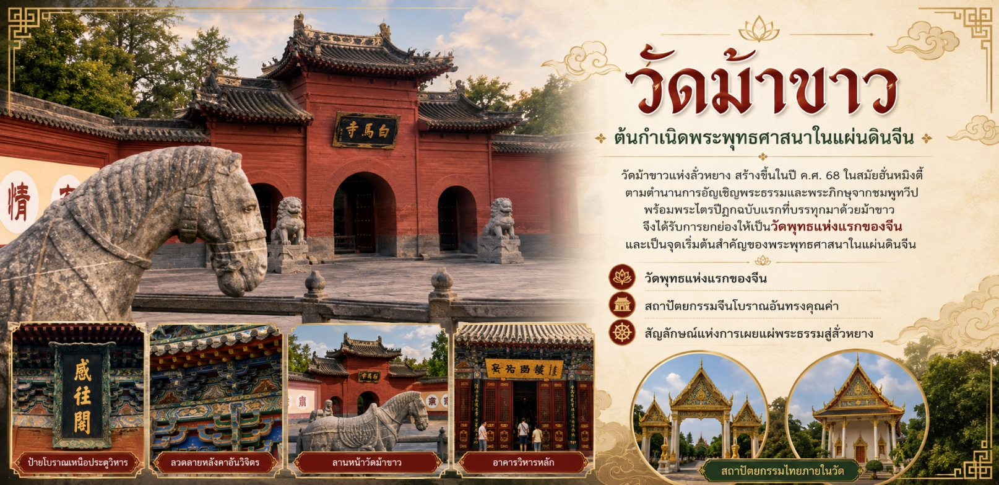 วัดม้าขาว
ต้นกำเนิดพระพุทธศาสนาในแผ่นดินจีน
วัดม้าขาวแห่งลั่วหยาง สร้างขึ้นในปี ค.ศ. 68 ในสมัยฮั่นหมิงตี้
ตามตำนานการอัญเชิญพระธรรมและพระภิกษุจากชมพูทวีป
พร้อมพระไตรปีฎกฉบับแรกที่บรรทุกมาด้วยม้าขาว
จึงได้รับการยกย่องให้เป็นวัดพุทธแห่งแรกของจีน
และเป็นจุดเริ่มต้นสำคัญของพระพุทธศาสนาในแผ่นดินจีน
วัดพุทธแห่งแรกของจีน
สถาปัตยกรรมจีนโบราณอันทรงคุณค่า
สัญลักษณ์แห่งการเผยแผ่พระธรรมสู่สั่วหยาง
寺馬白
情
感往閣
ป้ายโบราณเหนือประตูวิหาร
ลวดลายหลังคาอันวิจิตร
ลานหน้าวัดม้าขาว
อาคารวิหารหลัก
สถาปัตยกรรมไทยภายในวัด